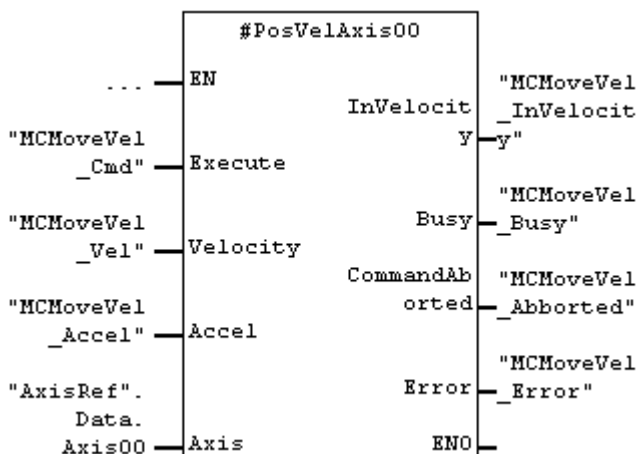 #PosVelAxis00
...
EN
"MCMoveVel
_InVelocit
y"
InVelocit
y
"MCMoveVel
_Cmd"
Execute
"MCMoveVel
_Busy"
Busy
"MCMoveVel
_Vel"
Velocity
CommandAb
orted
"MCMoveVel
_Abborted"
"MCMoveVel
_Accel"
Accel
"MCMoveVel
_Error"
Error
"AxisRef".
Data.
Axis00
Axis
ENO